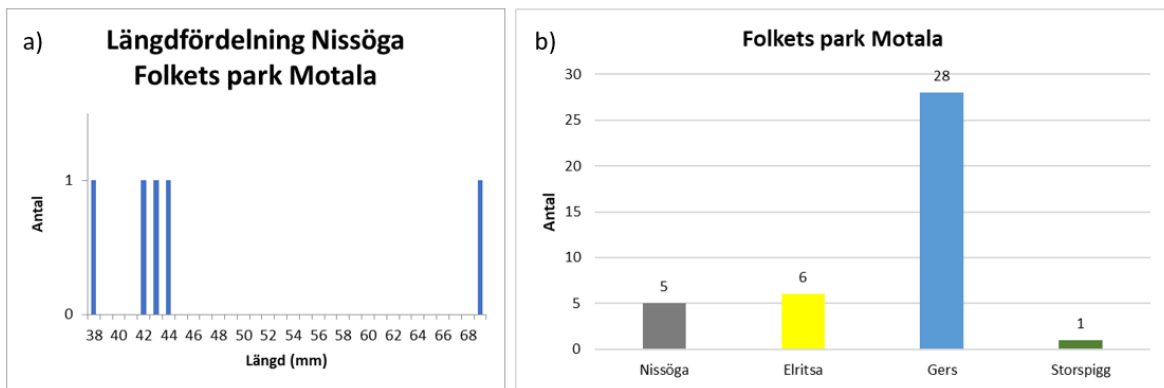 a)
Längdfördelning Nissöga
Folkets park Motala
Antal
1
0
38 40 42 44 46 48 50 52 54 56 58 60 62 64 66 68
Längd (mm)
b)
Folkets park Motala
Antal
30
25
20
15
10
5
0
5
6
28
1
Nissöga Elritsa Gers Storspigg